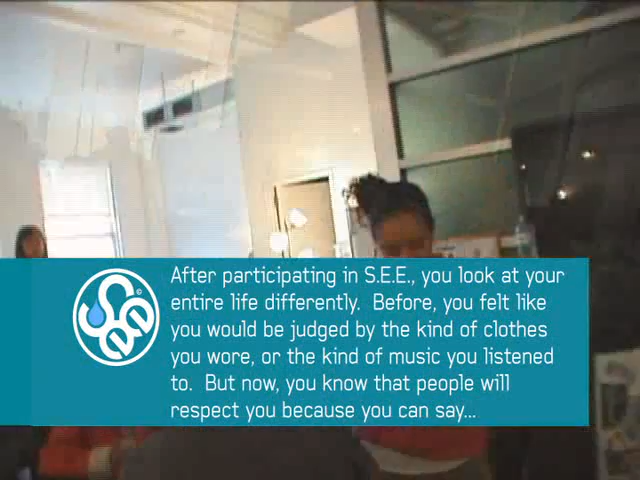 See ©
After participating in S.E.E., you look at your
entire life differently. Before, you felt like
you would be judged by the kind of clothes
you wore, or the kind of music you listened
to. But now, you know that people will
respect you because you can say...